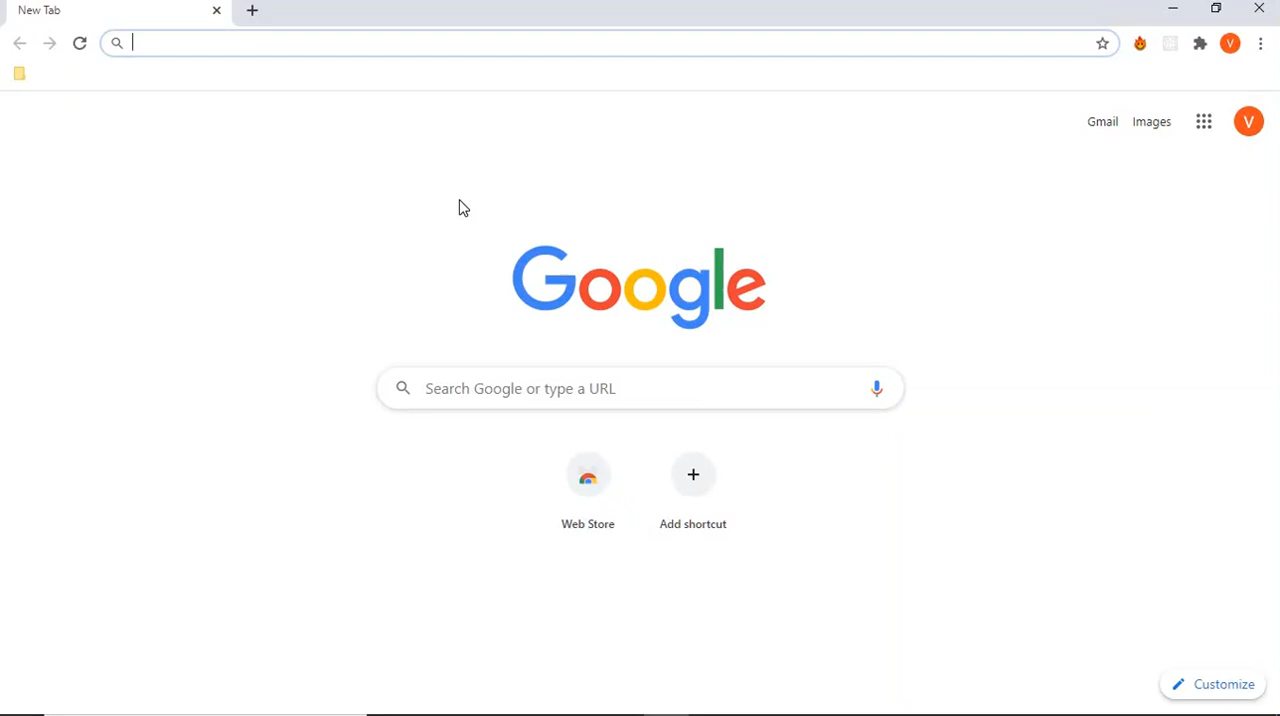 New Tab
V
Gmail Images
V
Google
Search Google or type a URL
Web Store Add shortcut
Customize